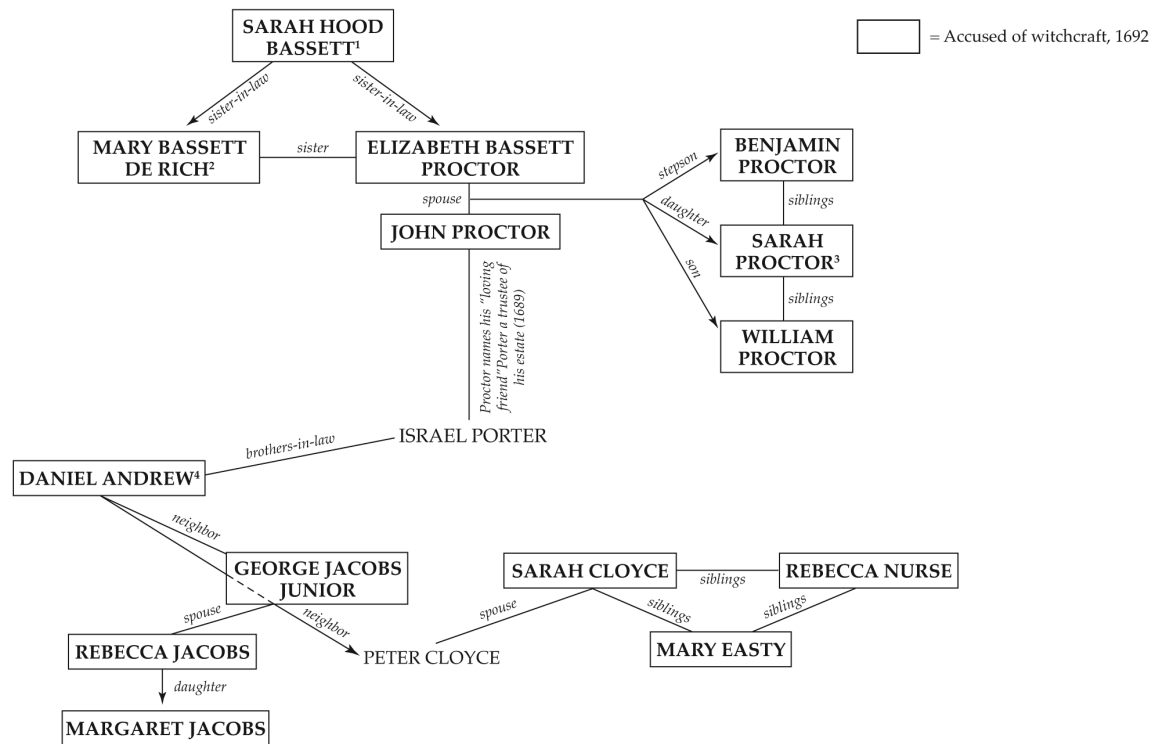 SARAH HOOD
BASSETT¹
= Accused of witchcraft, 1692
sister-in-law
sister-in-law
MARY BASSETT
DE RICH²
sister
ELIZABETH BASSETT
PROCTOR
BENJAMIN
PROCTOR
stepson
siblings
spouse
daughter
JOHN PROCTOR
SARAH
PROCTOR³
son
siblings
WILLIAM
PROCTOR
Proctor names his "loving
friend" Porter a trustee of
his estate (1689)
ISRAEL PORTER
brothers-in-law
DANIEL ANDREW⁴
neighbor
GEORGE JACOBS
JUNIOR
SARAH CLOYCE
siblings
REBECCA NURSE
spouse
neighbor
spouse
siblings
siblings
REBECCA JACOBS
PETER CLOYCE
MARY EASTY
daughter
MARGARET JACOBS